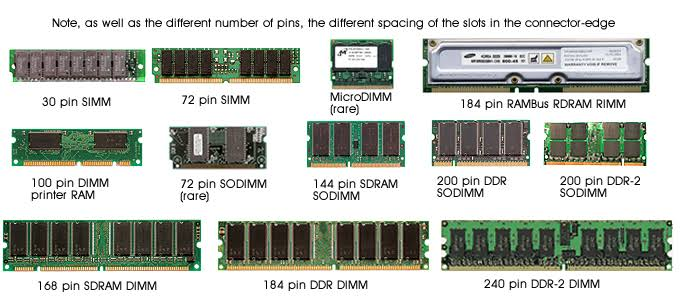 Note, as well as the different number of pins, the different spacing of the slots in the connector-edge
30 pin SIMM
72 pin SIMM
MicroDIMM
(rare)
184 pin RAMBus RDRAM RIMM
100 pin DIMM
printer RAM
72 pin SODIMM
(rare)
144 pin SDRAM
SODIMM
200 pin DDR
SODIMM
200 pin DDR-2
SODIMM
168 pin SDRAM DIMM
184 pin DDR DIMM
240 pin DDR-2 DIMM